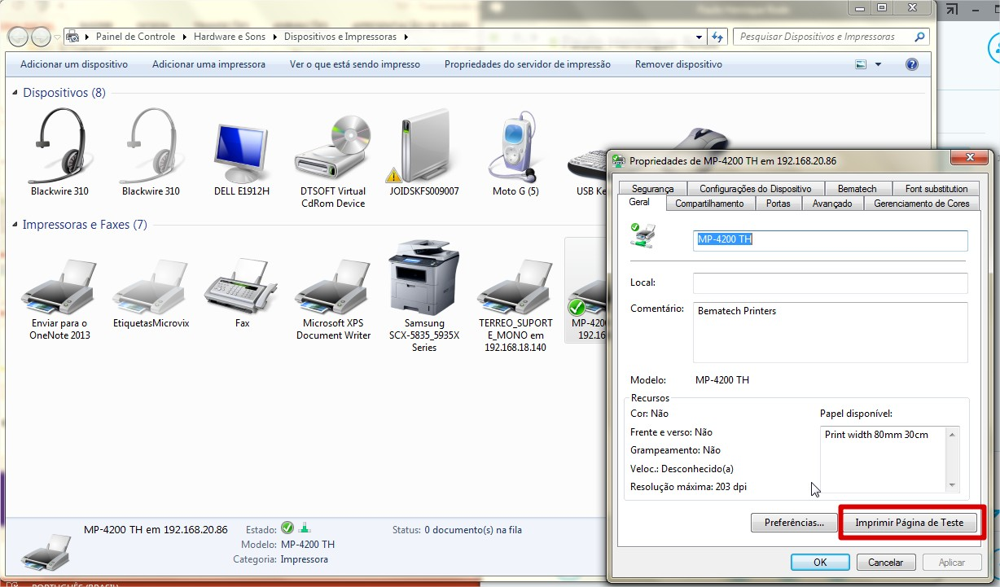 Painel de Controle
Hardware e Sons
Dispositivos e Impressoras
Pesquisar Dispositivos e Impressoras
Adicionar um dispositivo
Adicionar uma impressora
Ver o que está sendo impresso
Propriedades do servidor de impressão
Remover dispositivo
Dispositivos (8)
Blackwire 310
Blackwire 310
DELL E1912H
DTSOFT Virtual
CdRom Device
JOIDSKFS009007
Moto G (5)
USB
Impressoras e Faxes (7)
Enviar para o
OneNote 2013
EtiquetasMicrovix
Fax
Microsoft XPS
Document Writer
Samsung
SCX-5835_5935X
Series
TERREO_SUPORT
E_MONO em
192.168.18.140
MP-420
192.16
Propriedades de MP-4200 TH em 192.168.20.86
Segurança
Configurações do Dispositivo
Bematech
Font substitution
Geral
Compartilhamento
Portas
Avançado
Gerenciamento de Cores
MP-4200 TH
Local:
Comentário:
Bematech Printers
Modelo:
MP-4200 TH
Recursos
Cor: Não
Frente e verso: Não
Grampeamento: Não
Veloc.: Desconhecido(a)
Resolução máxima: 203 dpi
Papel disponível:
Print width 80mm 30cm
Preferências...
Imprimir Página de Teste
OK
Cancelar
Aplicar
MP-4200 TH em 192.168.20.86
Estado:
Status: 0 documento(s) na fila
Modelo: MP-4200 TH
Categoria: Impressora